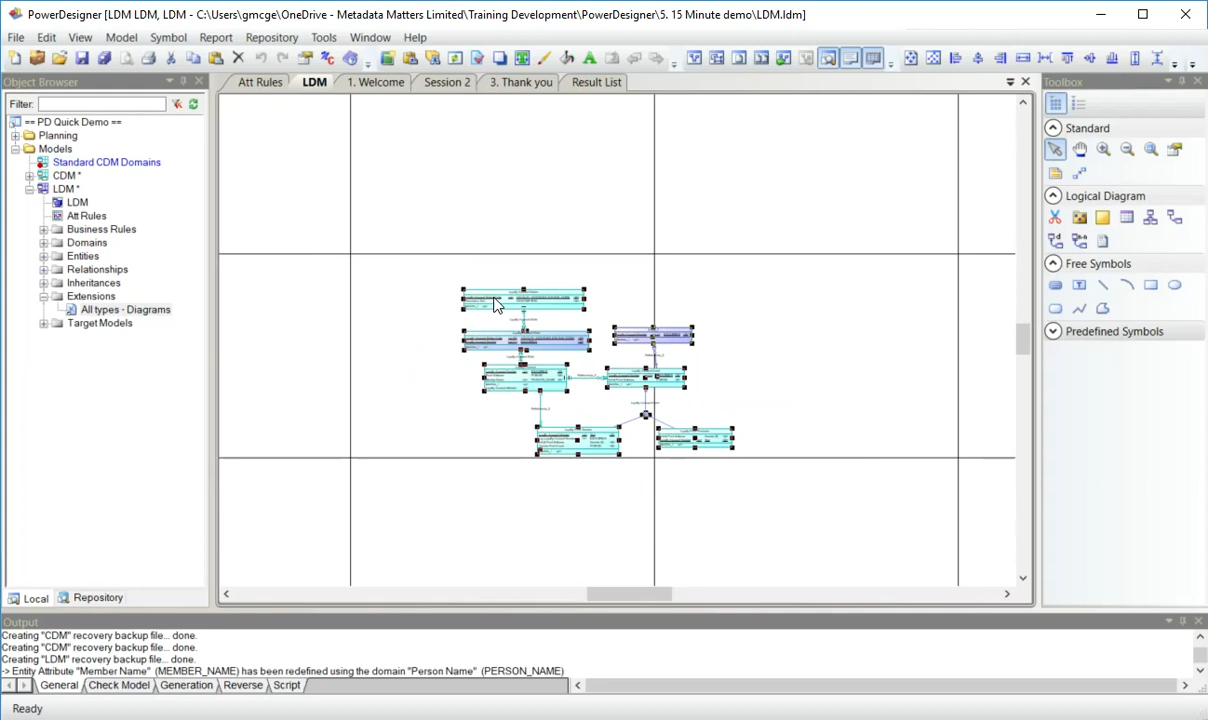 PowerDesigner [LDM LDM, LDM - C:\Users\gmcge\OneDrive - Metadata Matters Limited\Training Development\PowerDesigner\5. 15 Minute demo\LDM.ldm]
File Edit View Model Symbol Report Repository Tools Window Help
Object Browser
Filter:
== PD Quick Demo ==
Planning
Models
Standard CDM Domains
CDM *
LDM *
LDM
Att Rules
Business Rules
Domains
Entities
Relationships
Inheritances
Extensions
All types - Diagrams
Target Models
Local Repository
Att Rules LDM 1. Welcome Session 2 3. Thank you Result List
Toolbox
Standard
Logical Diagram
Free Symbols
Predefined Symbols
Output
Creating "CDM" recovery backup file... done.
Creating "CDM" recovery backup file... done.
Creating "LDM" recovery backup file... done.
-> Entity Attribute "Member Name" (MEMBER_NAME) has been redefined using the domain "Person Name" (PERSON_NAME)
General Check Model Generation Reverse Script
Ready